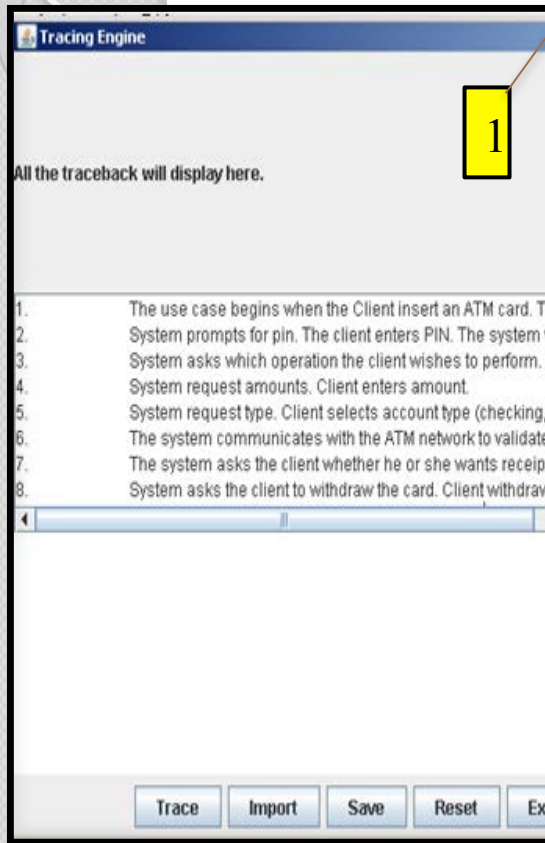 Tracing Engine
1
All the traceback will display here.
1. The use case begins when the Client insert an ATM card.
2. System prompts for pin. The client enters PIN. The system
3. System asks which operation the client wishes to perform.
4. System request amounts. Client enters amount.
5. System request type. Client selects account type (checking,
6. The system communicates with the ATM network to validate
7. The system asks the client whether he or she wants
8. System asks the client to withdraw the card. Client
Trace Import Save Reset